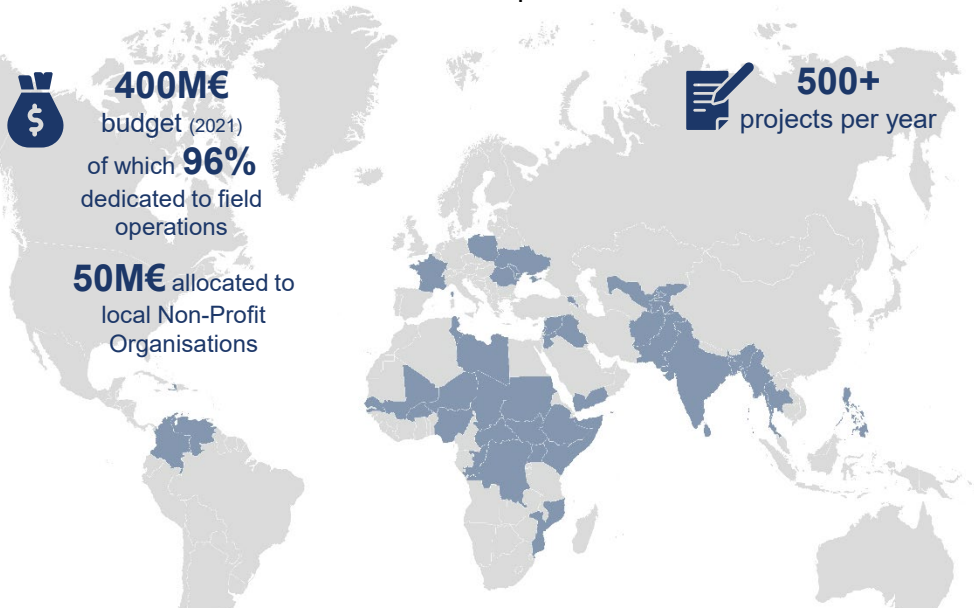 400M€
budget (2021)
of which 96%
dedicated to field
operations
50M€ allocated to
local Non-Profit
Organisations
$
500+
projects per year